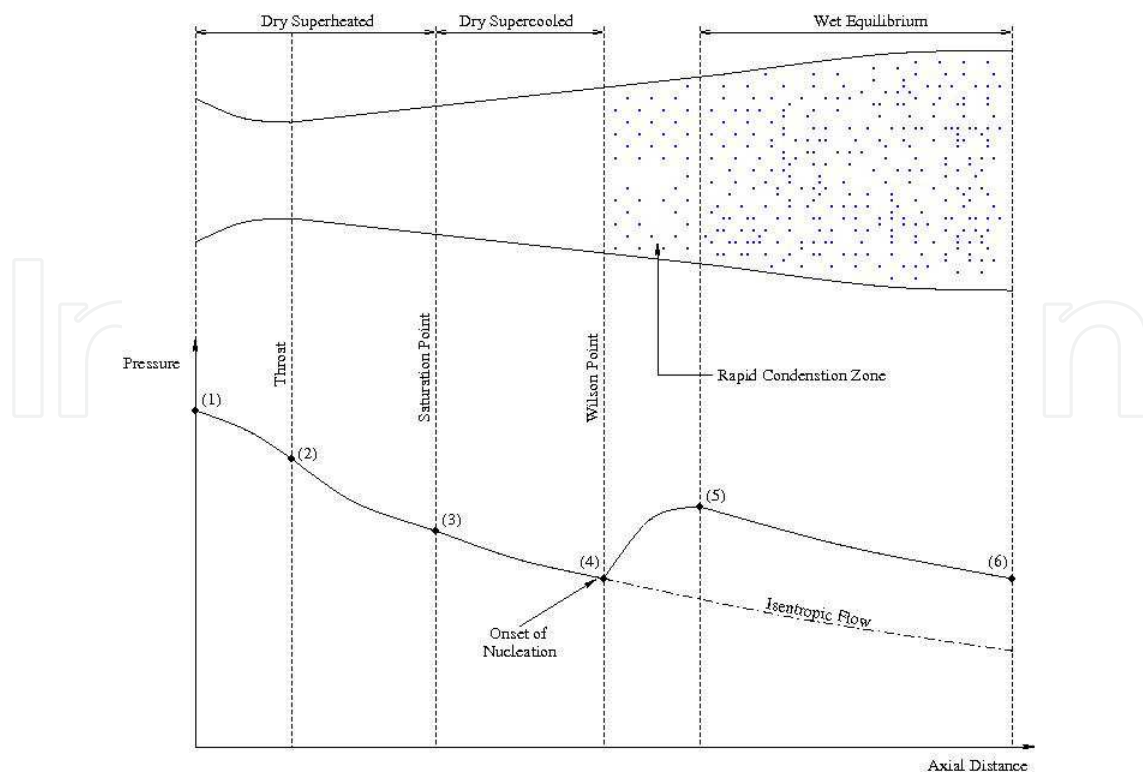 Dry Superheated
Dry Supercooled
Wet Equilibrium
Throat
Saturation Point
Wilson Point
Rapid Condenstion Zone
Pressure
(1)
(2)
(3)
(4)
(5)
(6)
Isentropic Flow
Onset of
Nucleation
Axial Distance
In
n